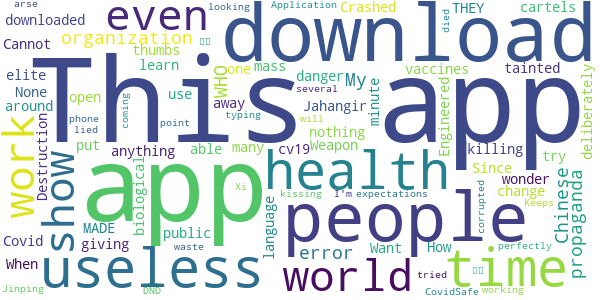 arse
looking
Application
Crashed
THEY
cartels
downloaded
even
download
died
tainted
Cannot
organization
thumbs
elite
learn
WHO
one
mass
danger
My
vaccines
None
around
open
use
phone
lied
coming
This app
away
Jahangir
minute
Engineered
deliberately
several
typing
will
point
nothing
Weapon
killing
work
Destruction
show
put
anything
able
many
cv19
Since
try
app
biological
health
wonder
change
Chinese
propaganda
Covid
MADE
giving
public
language
Xi
kissing
I'm
expectations
people
corrupted
Keeps
When
useless
error
Want
How
perfectly
Jinping
waste
DND
world
tried
time
CovidSafe
working